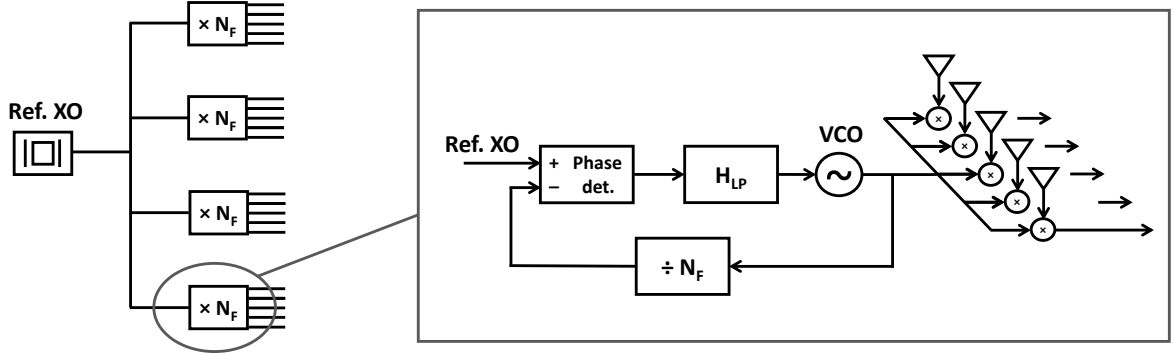 Ref. XO
× N_F
× N_F
× N_F
× N_F
Ref. XO
+ Phase
− det.
H_LP
VCO
~
÷ N_F
×
×
×
×
×